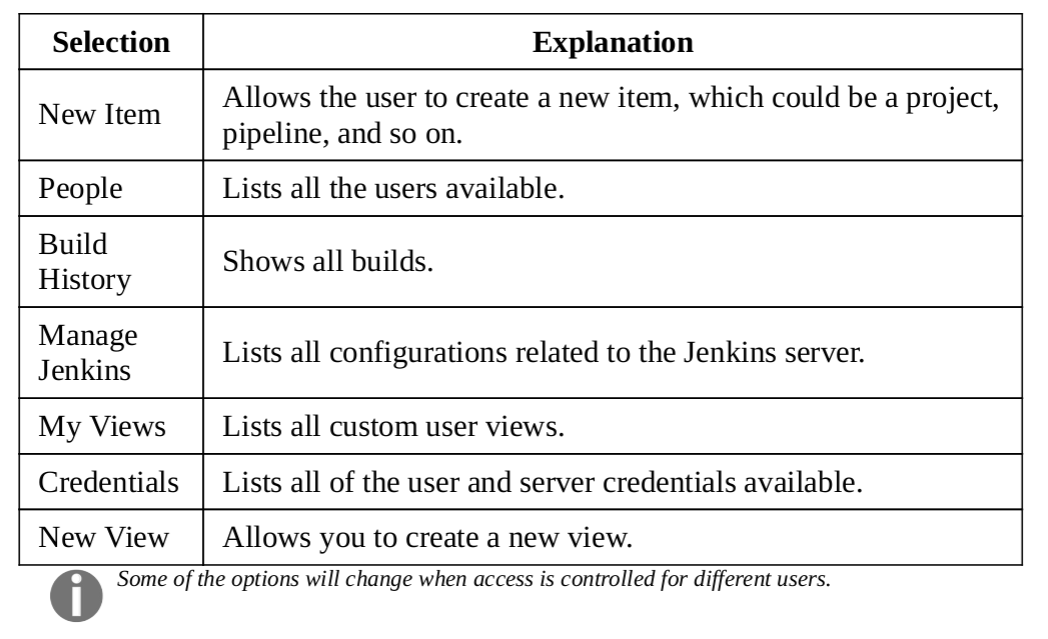 Selection Explanation
New Item
Allows the user to create a new item, which could be a project,
pipeline, and so on.
People Lists all the users available.
Build
History
Shows all builds.
Manage
Jenkins
Lists all configurations related to the Jenkins server.
My Views Lists all custom user views.
Credentials Lists all of the user and server credentials available.
New View Allows you to create a new view.
Some of the options will change when access is controlled for different users.